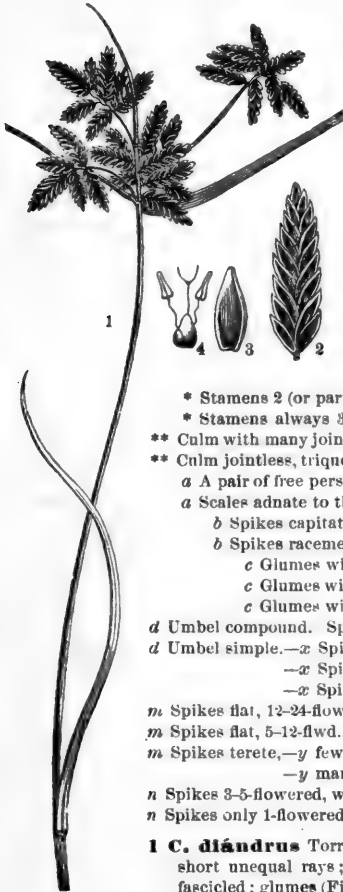 1
4 3 2
* Stamens 2 (or par
* Stamens always 3
** Culm with many join
** Culm jointless, trique
a A pair of free pers
a Scales adnate to th
b Spikes capitat
b Spikes raceme
c Glumes wi
c Glumes wi
c Glumes wi
d Umbel compound. Sp
d Umbel simple.—x Spi
—x Spi
—x Spi
m Spikes flat, 12–24-flow
m Spikes flat, 5–12-flwd.
m Spikes terete,—y few
—y mar
n Spikes 3–5-flowered, w
n Spikes only 1-flowered
1 C. diándrus Torr
short unequal rays;
fascicled; glumes (Fi